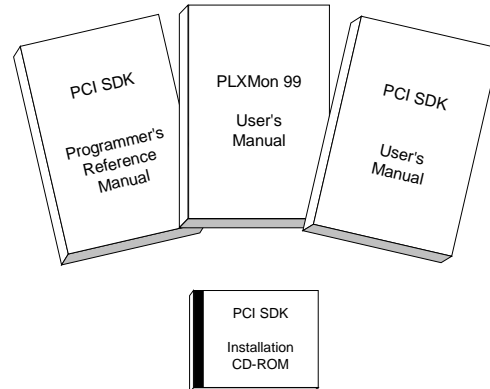 PCI SDK
Programmer's
Reference
Manual
PLXMon 99
User's
Manual
PCI SDK
User's
Manual
PCI SDK
Installation
CD-ROM